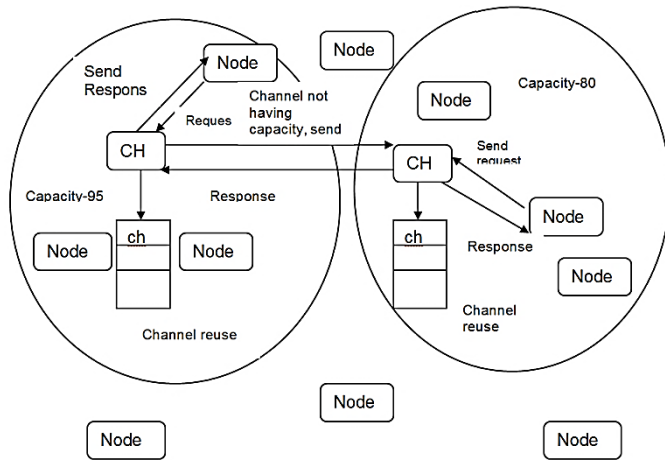 Node
Node
Send
Respons
Capacity-80
Node
Channel not
having
capacity, send
Reques
CH
CH
Send
request
Capacity-95
Response
Node
ch
ch
Node
Node
Response
Node
Channel reuse
Channel
reuse
Node
Node
Node